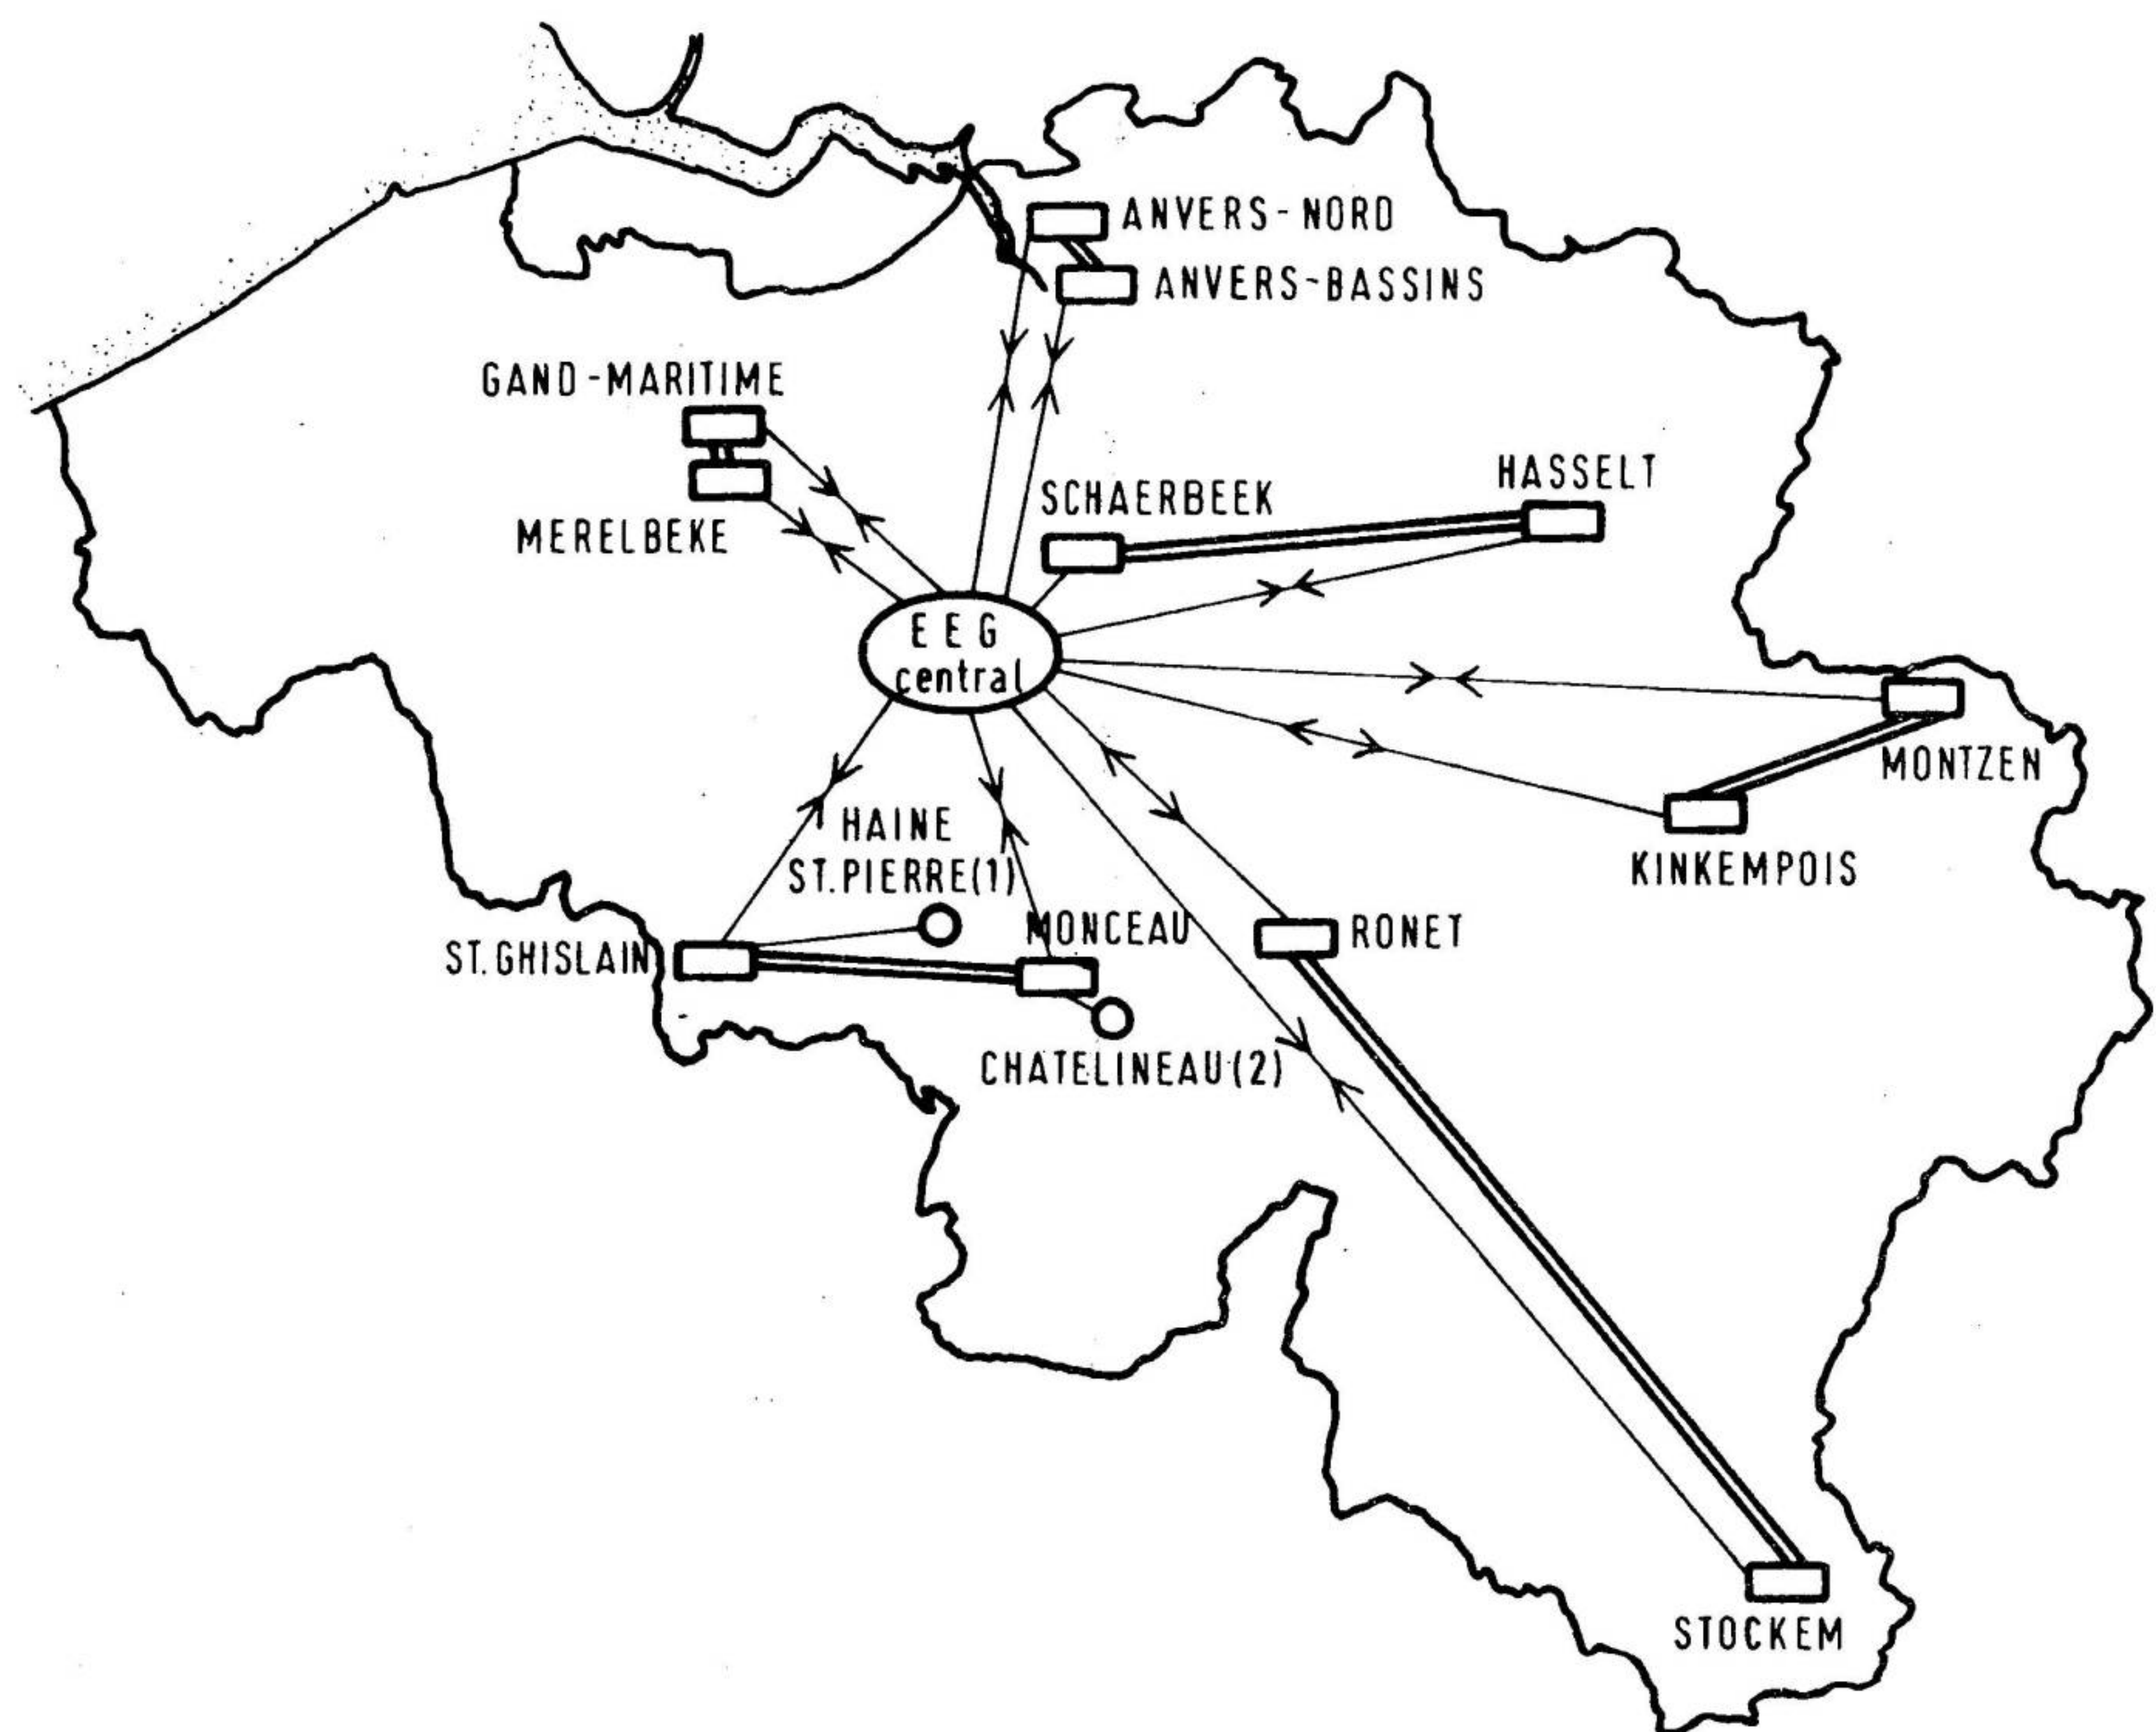 ANVERS-NORD
ANVERS-BASSINS
GAND-MARITIME
MERELBEKE
SCHAERBEEK
HASSELT
EEG
central
MONTZEN
KINKEMPOIS
HAINE
ST.PIERRE(1)
MONCEAU
RONET
ST.GHISLAIN
CHATELINEAU(2)
STOCKEM